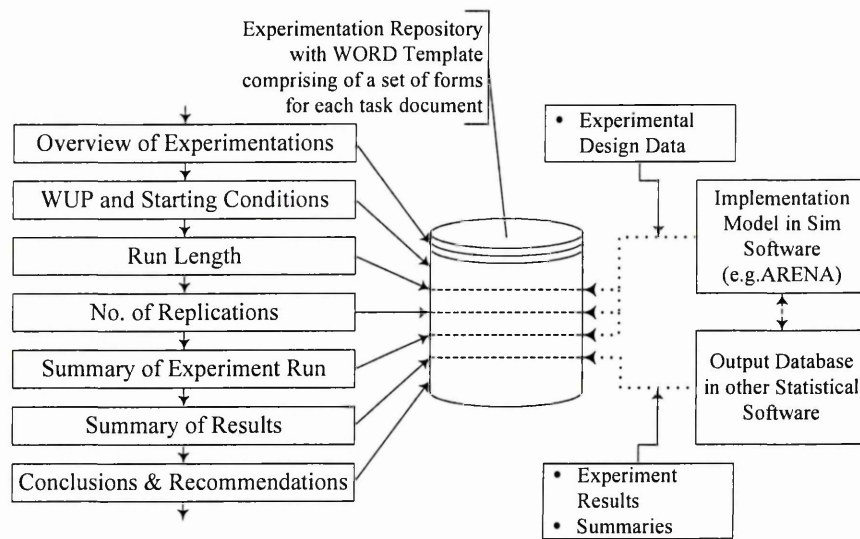 Experimentation Repository
with WORD Template
comprising of a set of forms
for each task document
Overview of Experimentations
WUP and Starting Conditions
Run Length
No. of Replications
Summary of Experiment Run
Summary of Results
Conclusions & Recommendations
• Experimental
Design Data
Implementation
Model in Sim
Software
(e.g.ARENA)
Output Database
in other Statistical
Software
• Experiment
Results
• Summaries